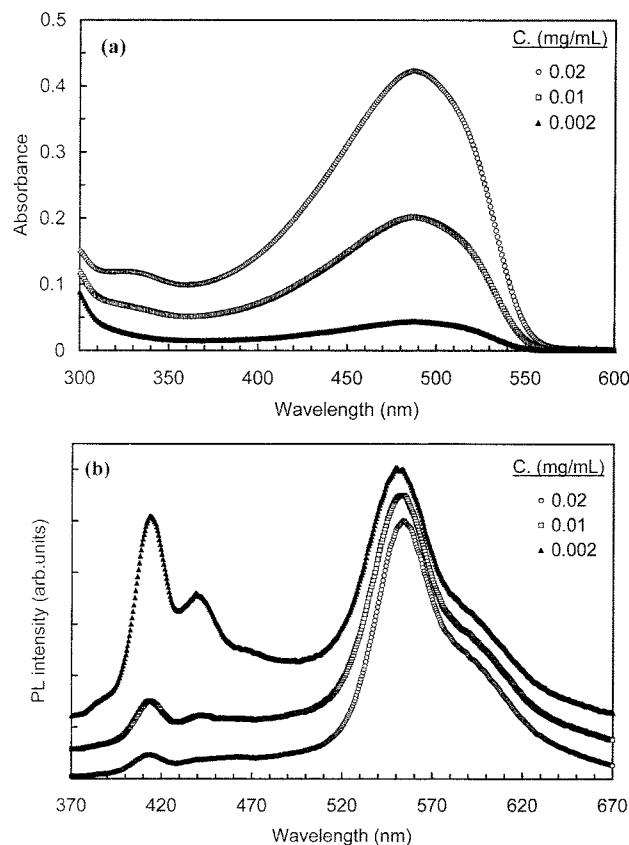 (a)
C. (mg/mL)
○ 0.02
□ 0.01
▲ 0.002
0.5
0.4
0.3
0.2
0.1
0
Absorbance
300 350 400 450 500 550 600
Wavelength (nm)
(b)
C. (mg/mL)
○ 0.02
□ 0.01
▲ 0.002
PL intensity (arb.units)
370 420 470 520 570 620 670
Wavelength (nm)